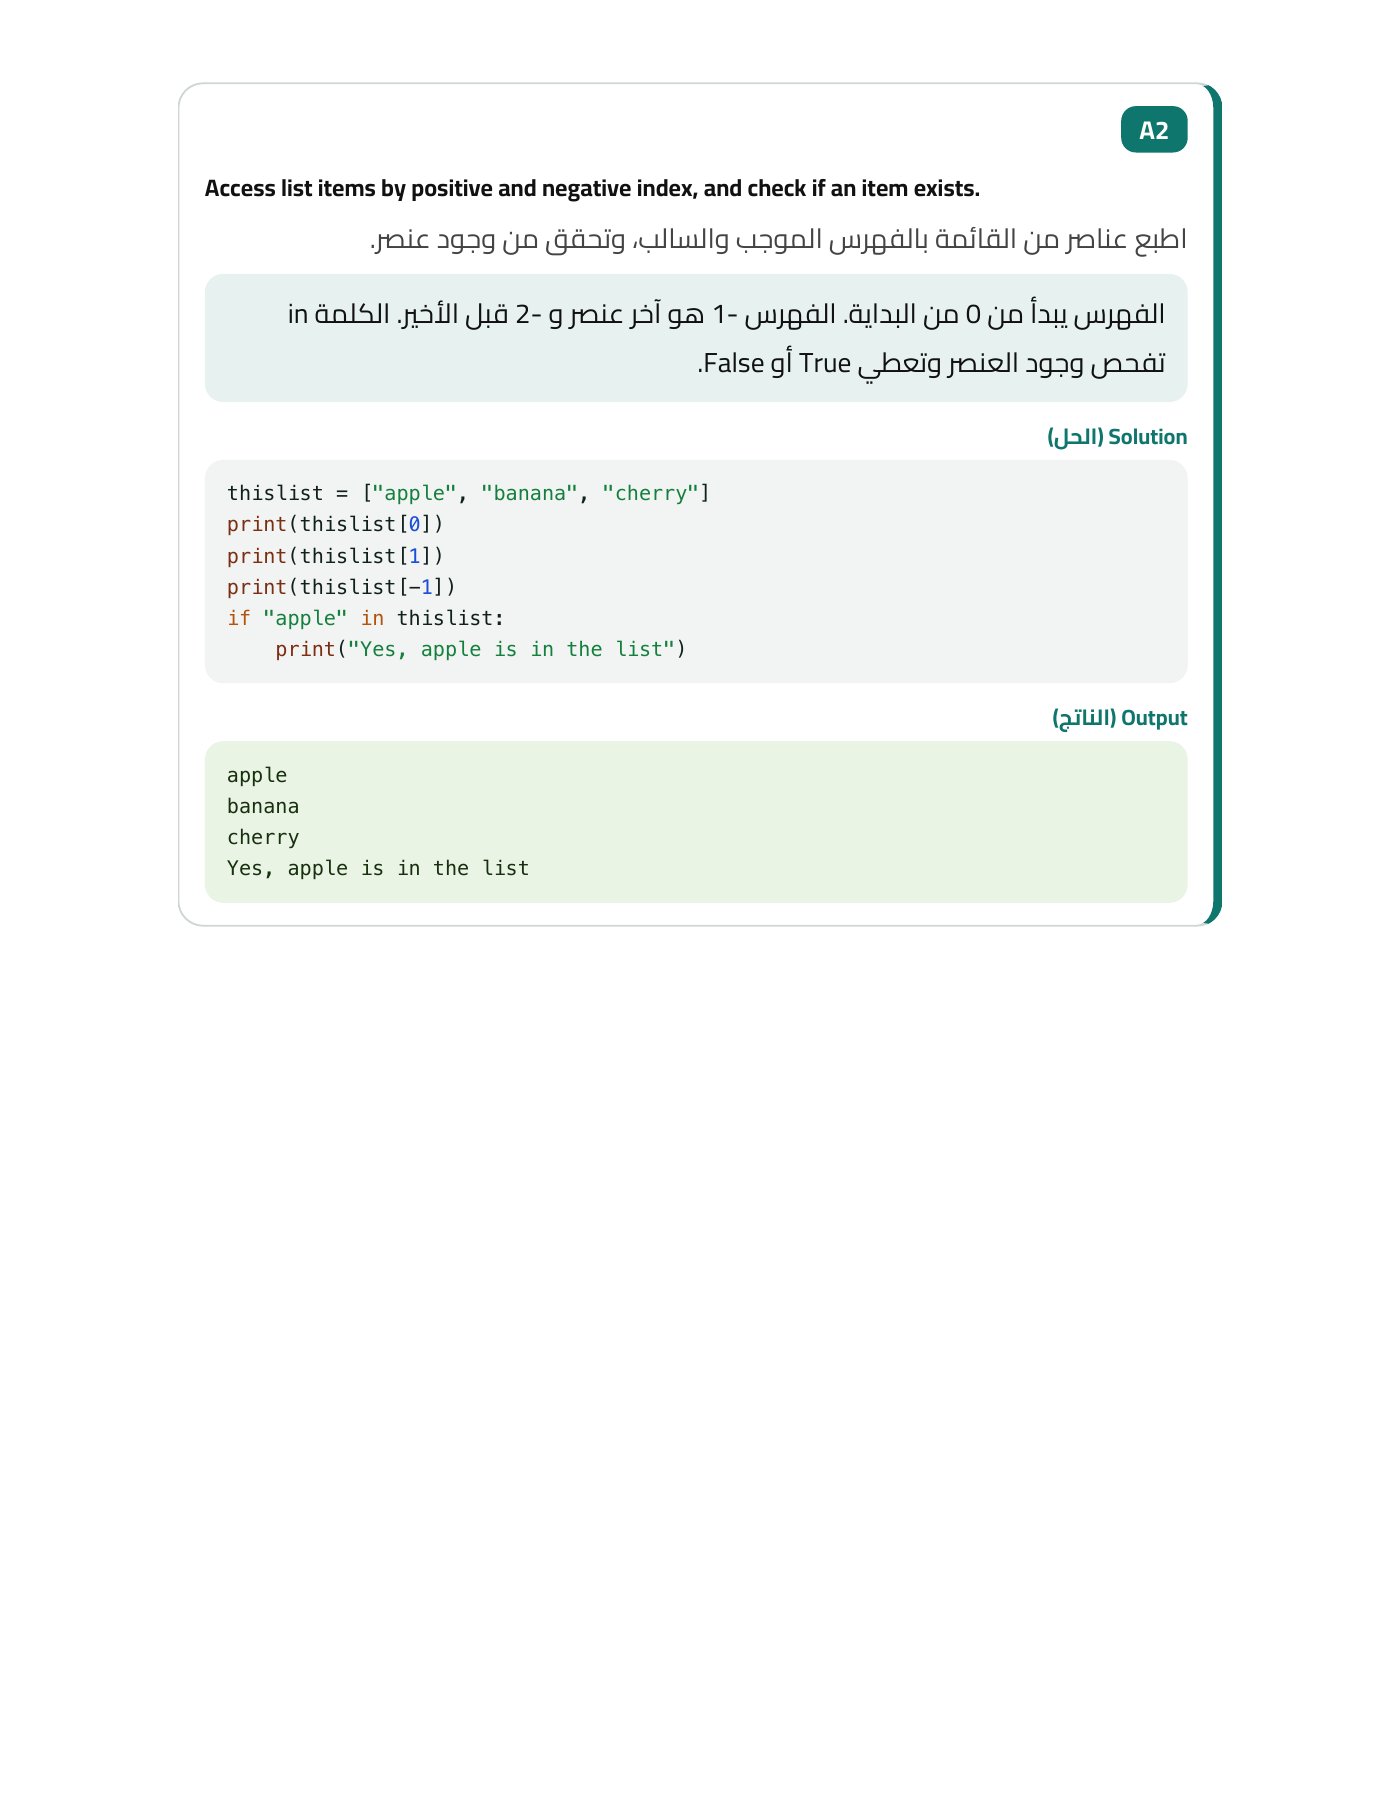 A2
Access list items by positive and negative index, and check if an item exists.
اطبع عناصر من القائمة بالفهرس الموجب والسالب، وتحقق من وجود عنصر.
الفهرس يبدأ من 0 من البداية. الفهرس -1 هو آخر عنصر و -2 قبل الأخير. الكلمة in
تفحص وجود العنصر وتعطي True أو False.
Solution (الحل)
thislist = ["apple", "banana", "cherry"]
print(thislist[0])
print(thislist[1])
print(thislist[-1])
if "apple" in thislist:
    print("Yes, apple is in the list")
Output (الناتج)
apple
banana
cherry
Yes, apple is in the list